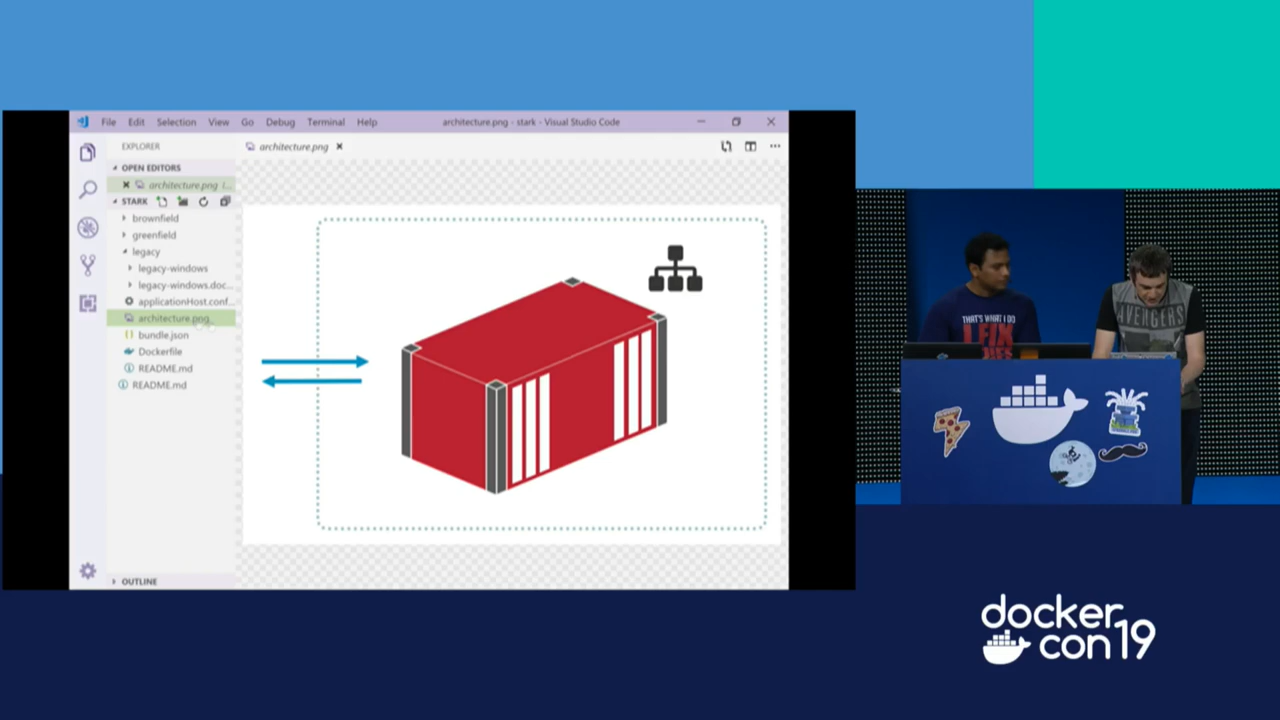 File Edit Selection View Go Debug Terminal Help
architecture.png - stark - Visual Studio Code
EXPLORER
architecture.png
OPEN EDITORS
architecture.png
STARK
brownfield
greenfield
legacy
legacy-windows
legacy-windows.doc...
applicationHost.conf...
architecture.png
bundle.json
Dockerfile
README.md
README.md
OUTLINE
THAT'S WHAT I DO
I FIX
AVENGERS
docker
con19